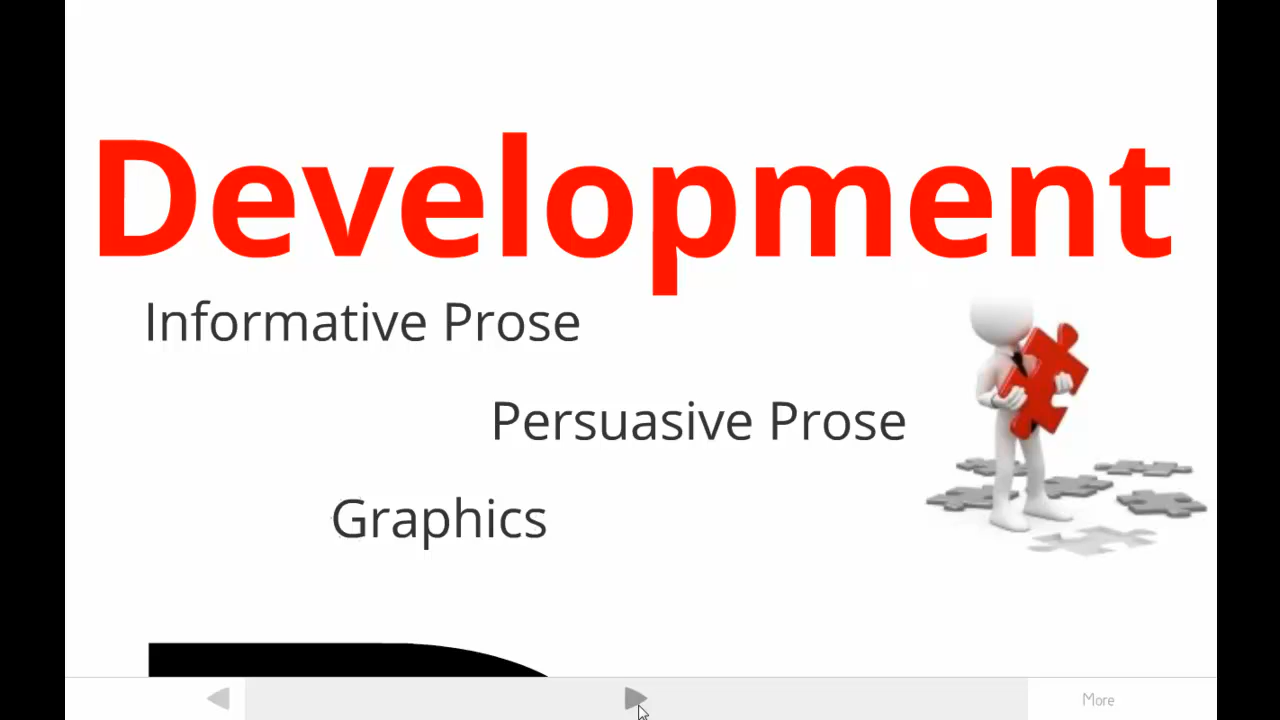 Development
Informative Prose
Persuasive Prose
Graphics
More